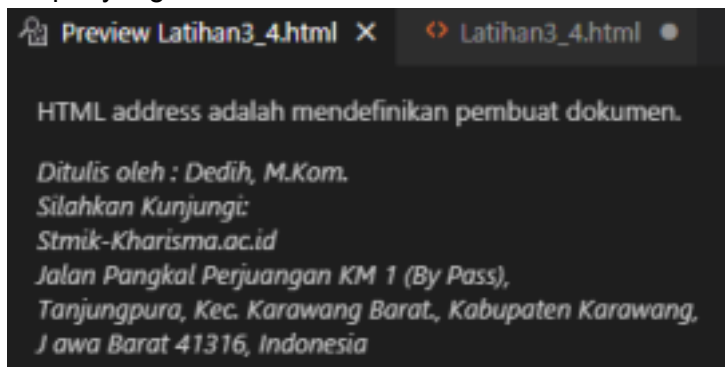 Preview Latihan3_4.html × <> Latihan3_4.html ●
HTML address adalah mendefinikan pembuat dokumen.
Ditulis oleh : Dedih, M.Kom.
Silahkan Kunjungi:
Stmik-Kharisma.ac.id
Jalan Pangkal Perjuangan KM 1 (By Pass),
Tanjungpura, Kec. Karawang Barat., Kabupaten Karawang,
J awa Barat 41316, Indonesia